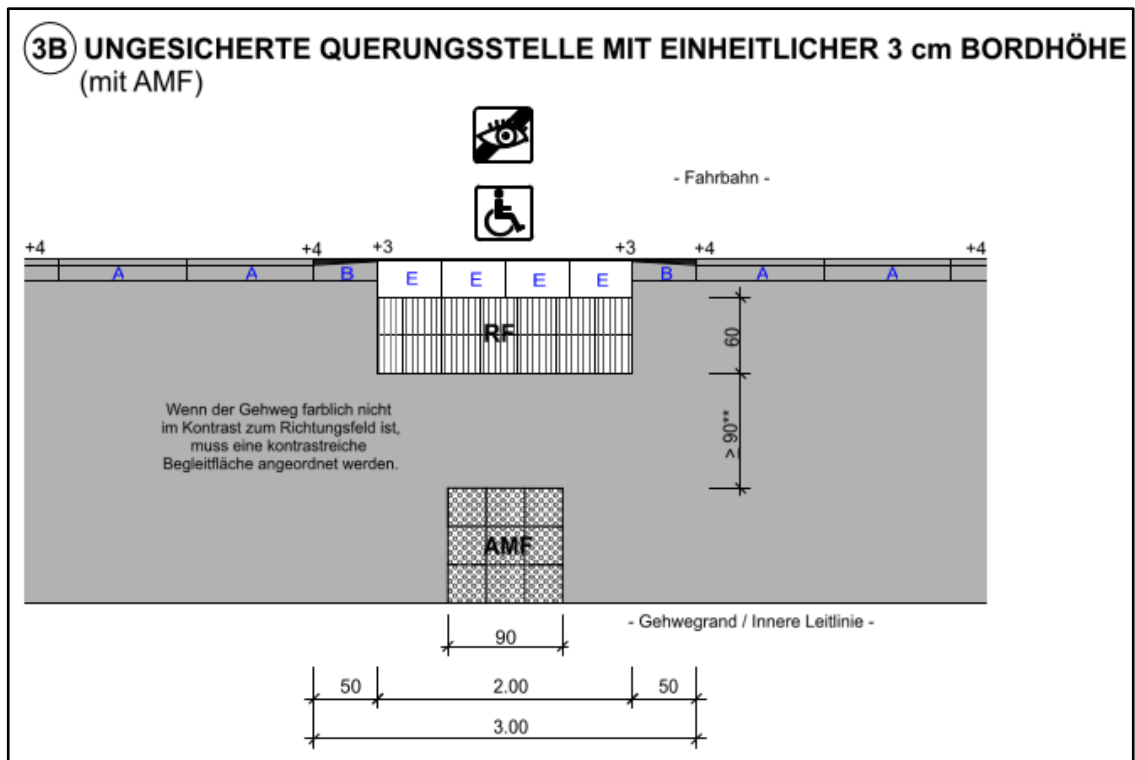 3B UNGESICHERTE QUERUNGSSTELLE MIT EINHEITLICHER 3 cm BORDHÖHE
(mit AMF)
- Fahrbahn -
+4 +4 +3 +3 +4 +4
A A B E E E E B A A
RF
60
Wenn der Gehweg farblich nicht
im Kontrast zum Richtungsfeld ist,
muss eine kontrastreiche
Begleitfläche angeordnet werden.
≥90**
AMF
- Gehwegrand / Innere Leitlinie -
90
50 2.00 50
3.00